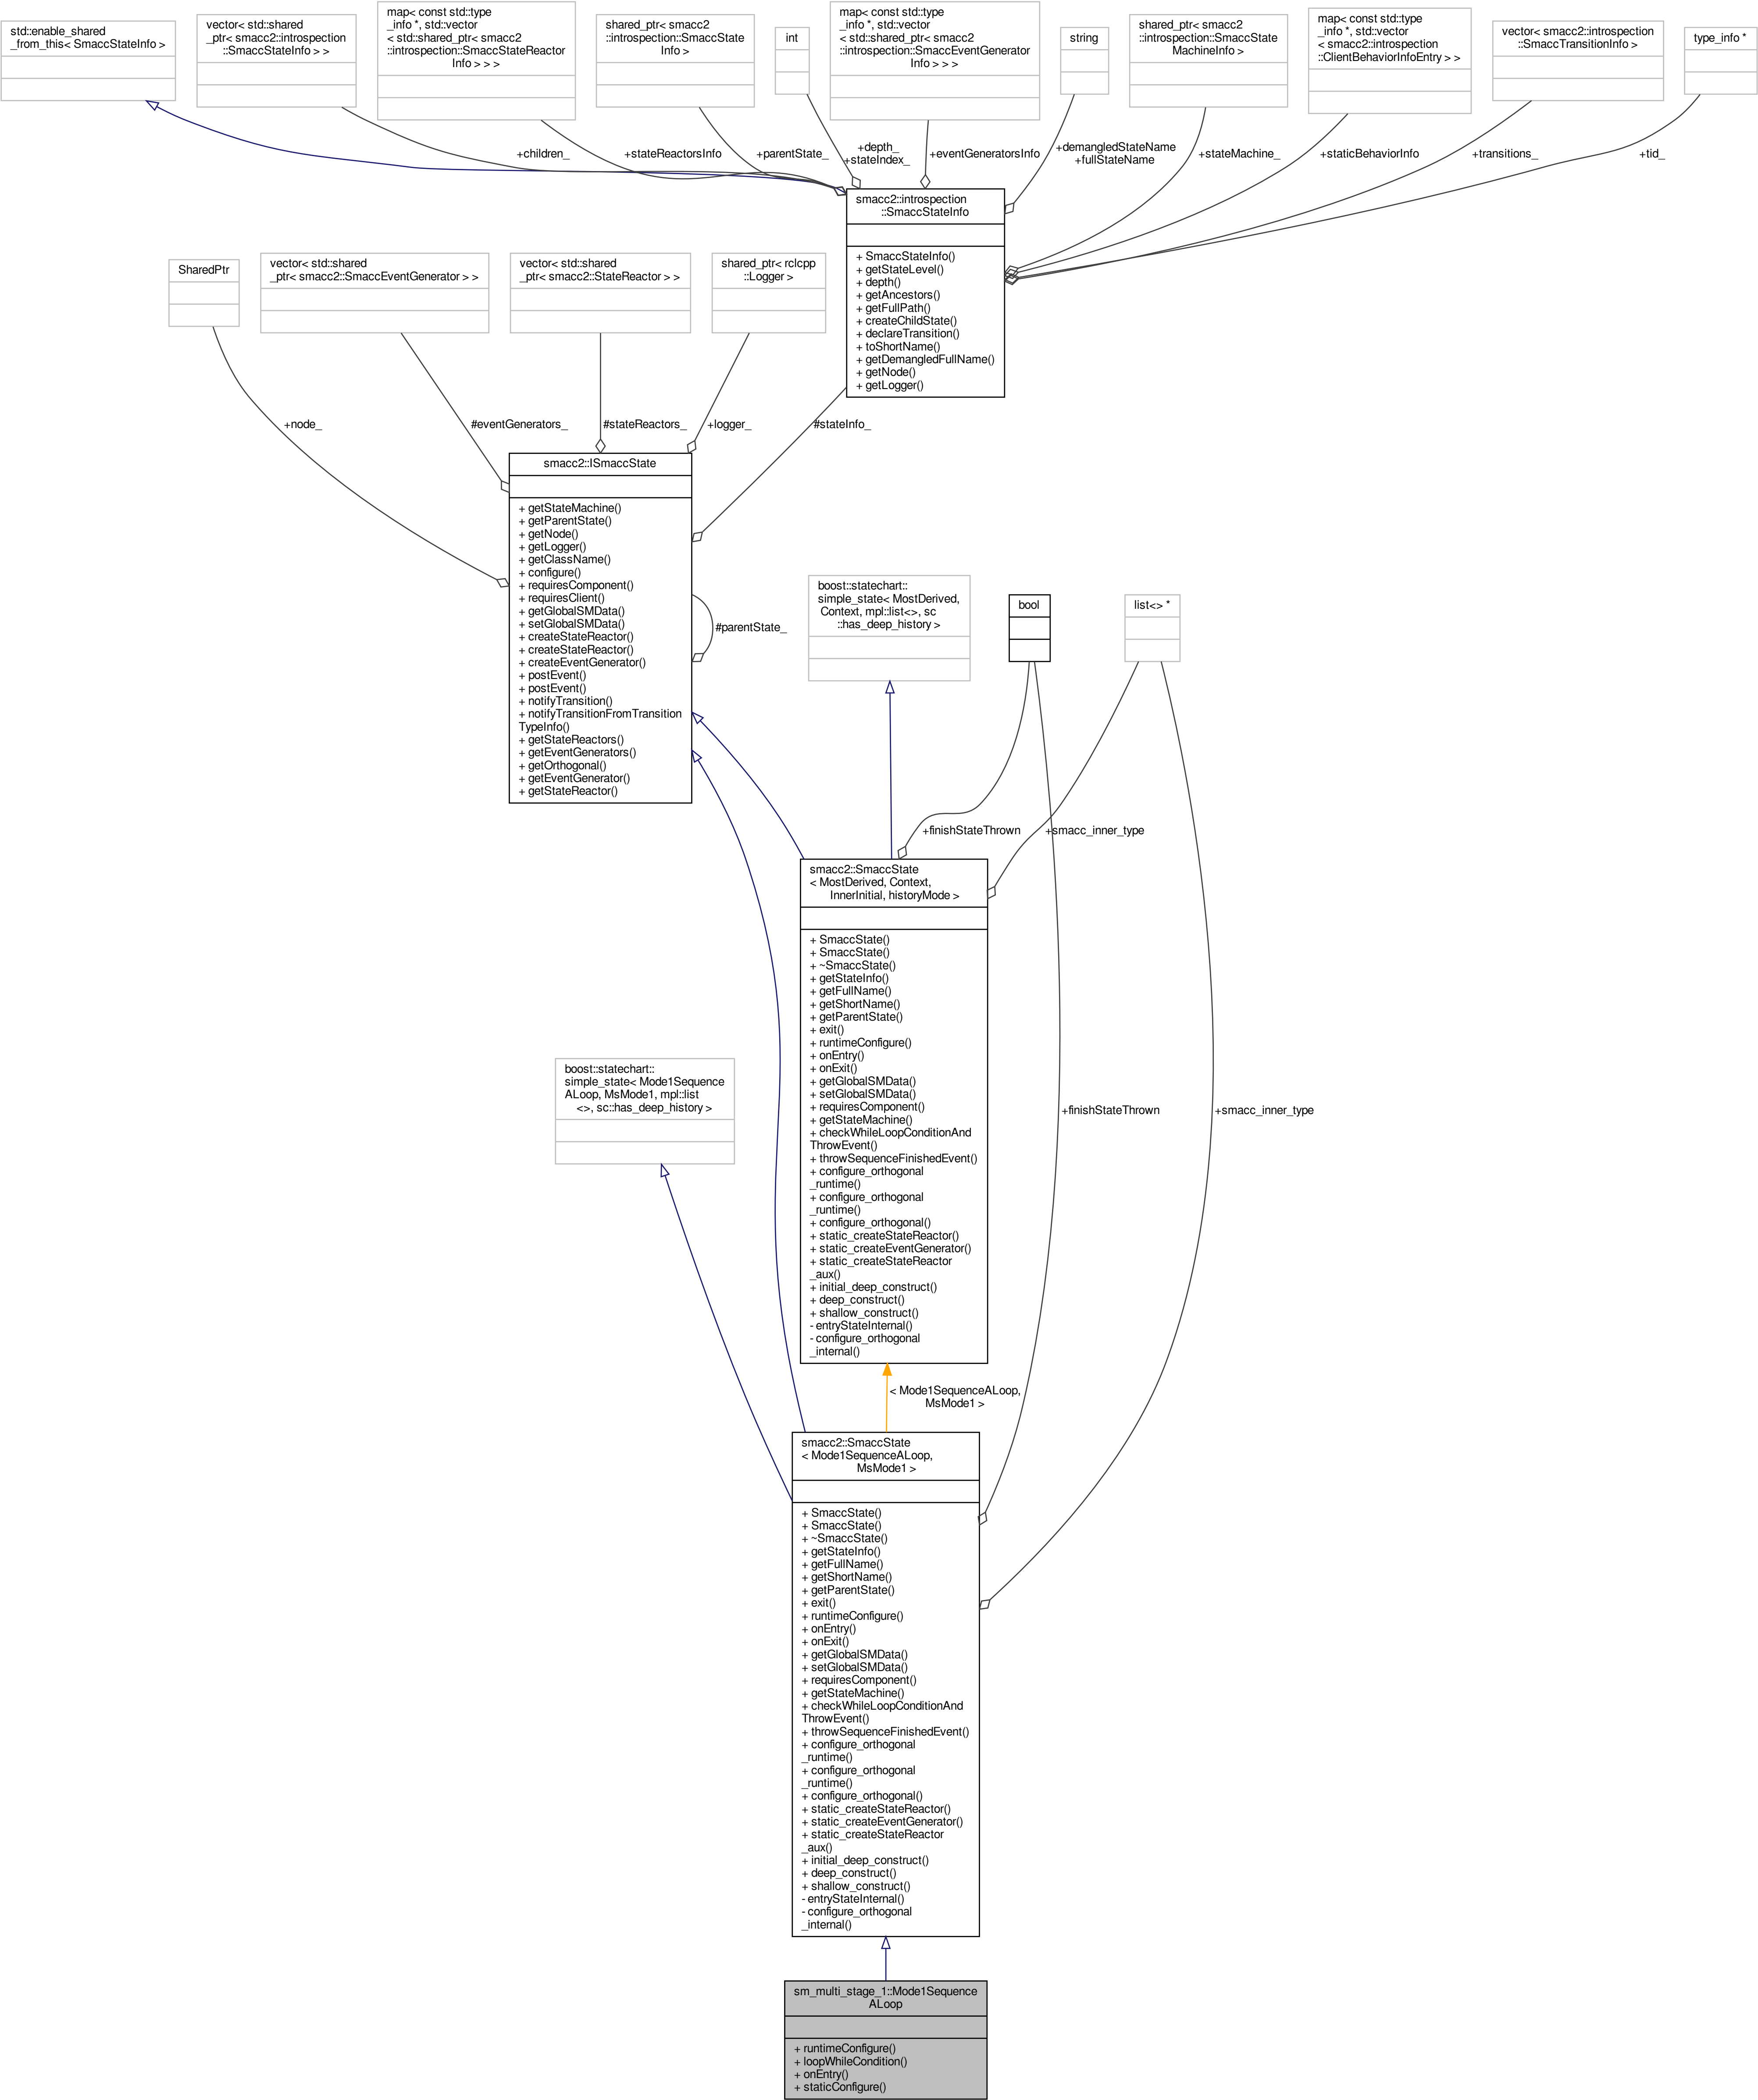 std::enable_shared
_from_this< SmaccStateInfo >
vector< std::shared
_ptr< smacc2::introspection
::SmaccStateInfo > >
map< const std::type
_info *, std::vector
< std::shared_ptr< smacc2
::introspection::SmaccStateReactor
Info > > >
shared_ptr< smacc2
::introspection::SmaccState
Info >
int
map< const std::type
_info *, std::vector
< std::shared_ptr< smacc2
::introspection::SmaccEventGenerator
Info > > >
string
shared_ptr< smacc2
::introspection::SmaccState
MachineInfo >
map< const std::type
_info *, std::vector
< smacc2::introspection
::ClientBehaviorInfoEntry > >
vector< smacc2::introspection
::SmaccTransitionInfo >
type_info *
+children_
+stateReactorsInfo
+parentState_
+depth_
+stateIndex_
+eventGeneratorsInfo
+demangledStateName
+fullStateName
+stateMachine_
+staticBehaviorInfo
+transitions_
+tid_
smacc2::introspection
::SmaccStateInfo
+ SmaccStateInfo()
+ getStateLevel()
+ depth()
+ getAncestors()
+ getFullPath()
+ createChildState()
+ declareTransition()
+ toShortName()
+ getDemangledFullName()
+ getNode()
+ getLogger()
SharedPtr
vector< std::shared
_ptr< smacc2::SmaccEventGenerator > >
vector< std::shared
_ptr< smacc2::StateReactor > >
shared_ptr< rclcpp
::Logger >
+node_
#eventGenerators_
#stateReactors_
+logger_
#stateInfo_
smacc2::ISmaccState
+ getStateMachine()
+ getParentState()
+ getNode()
+ getLogger()
+ getClassName()
+ configure()
+ requiresComponent()
+ requiresClient()
+ getGlobalSMData()
+ setGlobalSMData()
+ createStateReactor()
+ createStateReactor()
+ createEventGenerator()
+ postEvent()
+ postEvent()
+ notifyTransition()
+ notifyTransitionFromTransition
TypeInfo()
+ getStateReactors()
+ getEventGenerators()
+ getOrthogonal()
+ getEventGenerator()
+ getStateReactor()
#parentState_
boost::statechart::
simple_state< MostDerived,
Context, mpl::list<>, sc
::has_deep_history >
bool
list<> *
+finishStateThrown
+smacc_inner_type
smacc2::SmaccState
< MostDerived, Context,
InnerInitial, historyMode >
+ SmaccState()
+ SmaccState()
+ ~SmaccState()
+ getStateInfo()
+ getFullName()
+ getShortName()
+ getParentState()
+ exit()
+ runtimeConfigure()
+ onEntry()
+ onExit()
+ getGlobalSMData()
+ setGlobalSMData()
+ requiresComponent()
+ getStateMachine()
+ checkWhileLoopConditionAnd
ThrowEvent()
+ throwSequenceFinishedEvent()
+ configure_orthogonal
_runtime()
+ configure_orthogonal
_runtime()
+ configure_orthogonal()
+ static_createStateReactor()
+ static_createEventGenerator()
+ static_createStateReactor
_aux()
+ initial_deep_construct()
+ deep_construct()
+ shallow_construct()
- entryStateInternal()
- configure_orthogonal
_internal()
boost::statechart::
simple_state< Mode1Sequence
ALoop, MsMode1, mpl::list
<>, sc::has_deep_history >
+finishStateThrown
+smacc_inner_type
< Mode1SequenceALoop,
MsMode1 >
smacc2::SmaccState
< Mode1SequenceALoop,
MsMode1 >
+ SmaccState()
+ SmaccState()
+ ~SmaccState()
+ getStateInfo()
+ getFullName()
+ getShortName()
+ getParentState()
+ exit()
+ runtimeConfigure()
+ onEntry()
+ onExit()
+ getGlobalSMData()
+ setGlobalSMData()
+ requiresComponent()
+ getStateMachine()
+ checkWhileLoopConditionAnd
ThrowEvent()
+ throwSequenceFinishedEvent()
+ configure_orthogonal
_runtime()
+ configure_orthogonal
_runtime()
+ configure_orthogonal()
+ static_createStateReactor()
+ static_createEventGenerator()
+ static_createStateReactor
_aux()
+ initial_deep_construct()
+ deep_construct()
+ shallow_construct()
- entryStateInternal()
- configure_orthogonal
_internal()
sm_multi_stage_1::Mode1Sequence
ALoop
+ runtimeConfigure()
+ loopWhileCondition()
+ onEntry()
+ staticConfigure()